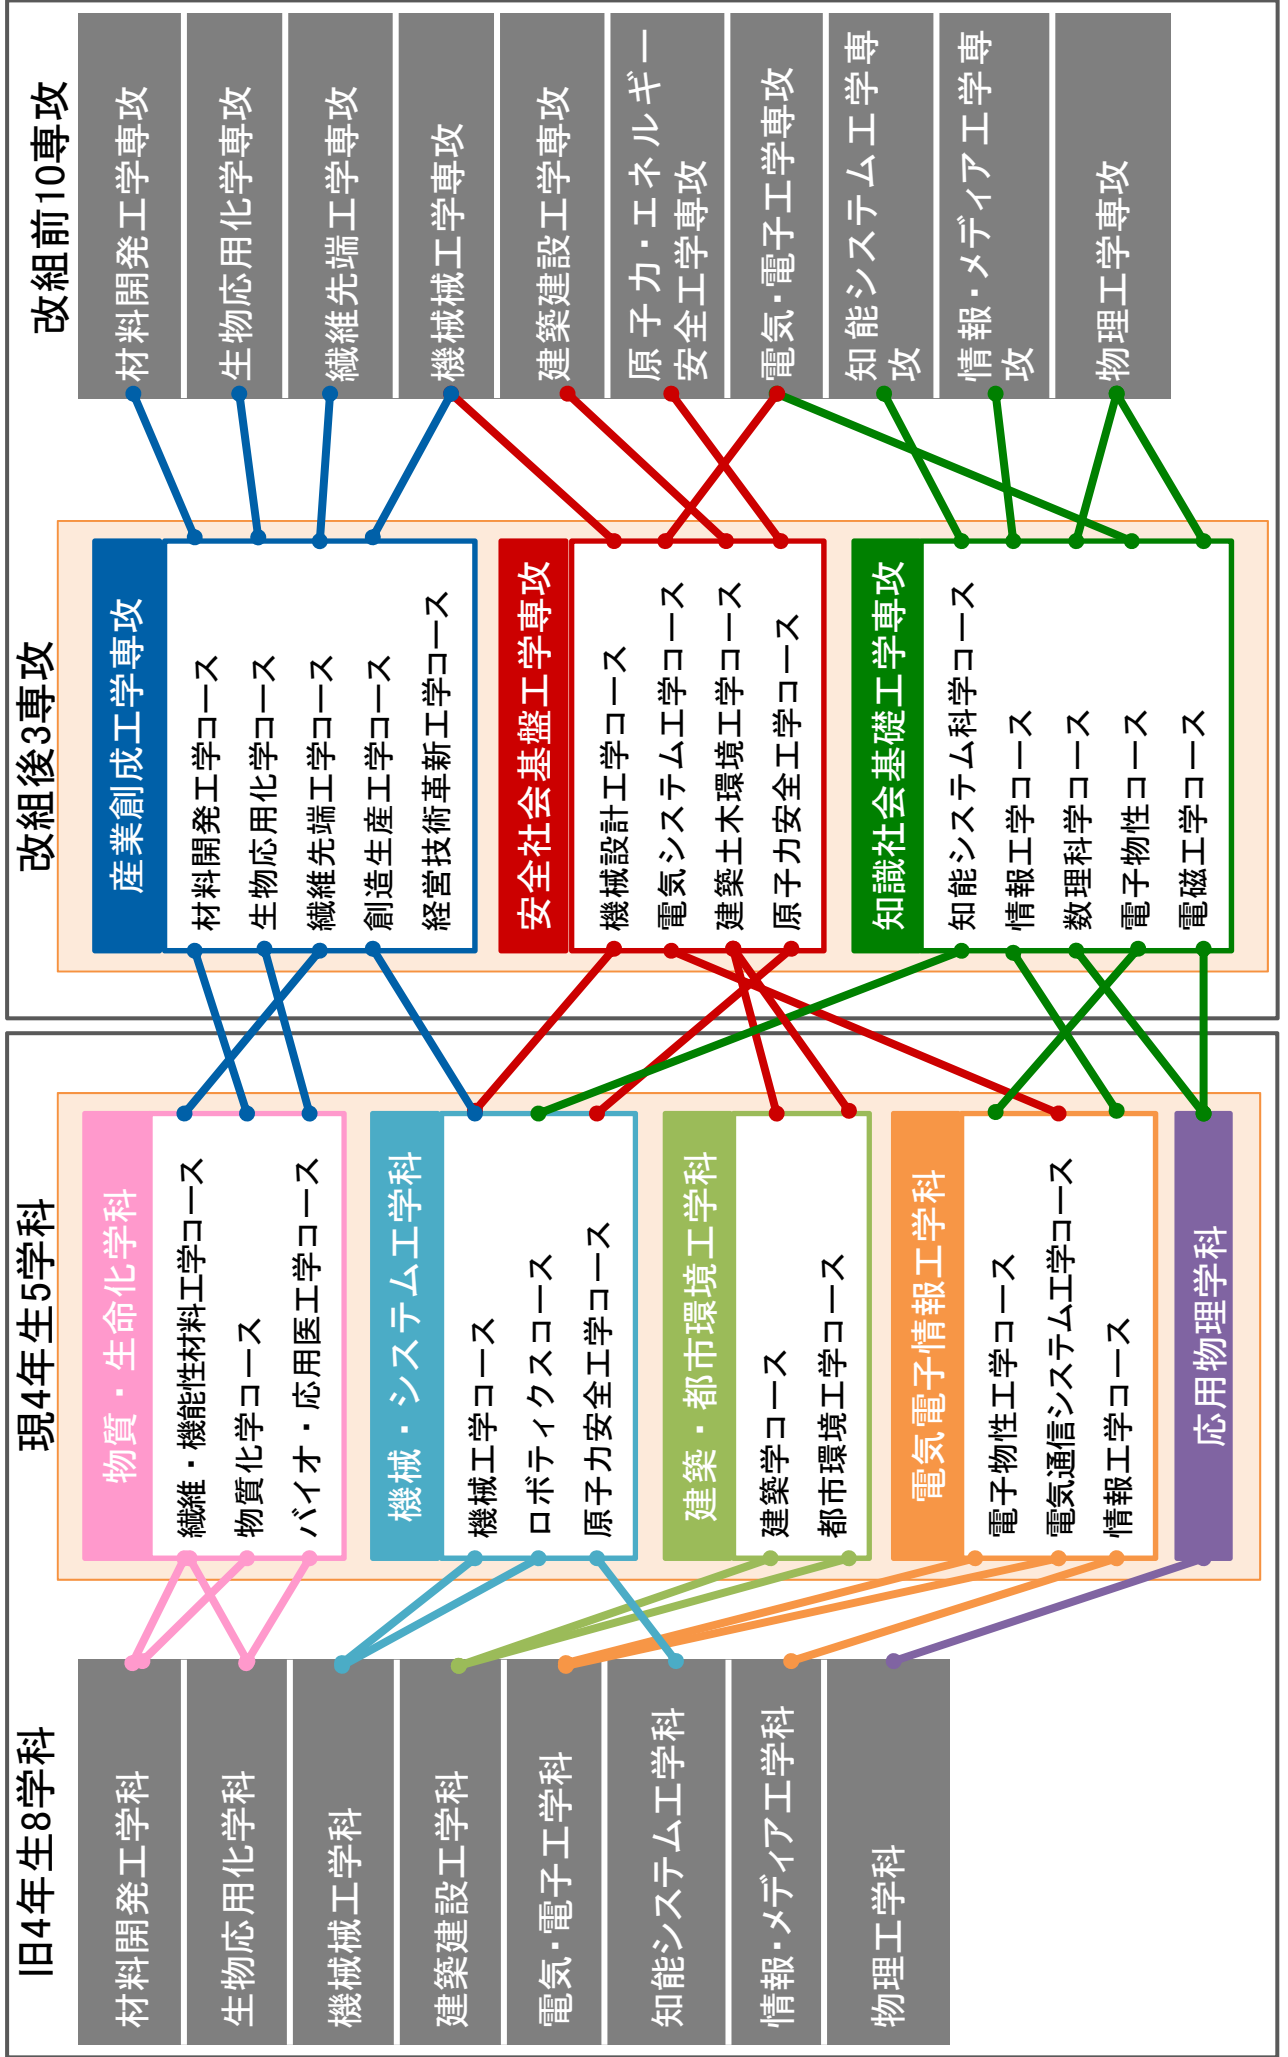 旧4年生8学科
材料開発工学科
生物応用化学科
機械械工学科
建築建設工学科
電気・電子工学科
知能システム工学科
情報・メディア工学科
物理工学科
現4年生5学科
物質・生命化学科
繊維・機能性材料工学コース
物質化学コース
バイオ・応用医工学コース
機械・システム工学科
機械工学コース
ロボティクスコース
原子力安全工学コース
建築・都市環境工学科
建築学コース
都市環境工学コース
電気電子情報工学科
電子物性工学コース
電気通信システム工学コース
情報工学コース
応用物理学科
改組後3専攻
産業創成工学専攻
材料開発工学コース
生物応用化学コース
繊維先端工学コース
創造生産工学コース
経営技術革新工学コース
安全社会基盤工学専攻
機械設計工学コース
電気システム工学コース
建築土木環境工学コース
原子力安全工学コース
知識社会基礎工学専攻
知能システム科学コース
情報工学コース
数理科学コース
電子物性コース
電磁工学コース
改組前10専攻
材料開発工学専攻
生物応用化学専攻
繊維先端工学専攻
機械械工学専攻
建築建設工学専攻
原子力・エネルギー
安全工学専攻
電気・電子工学専攻
知能システム工学専
攻
情報・メディア工学専
攻
物理工学専攻